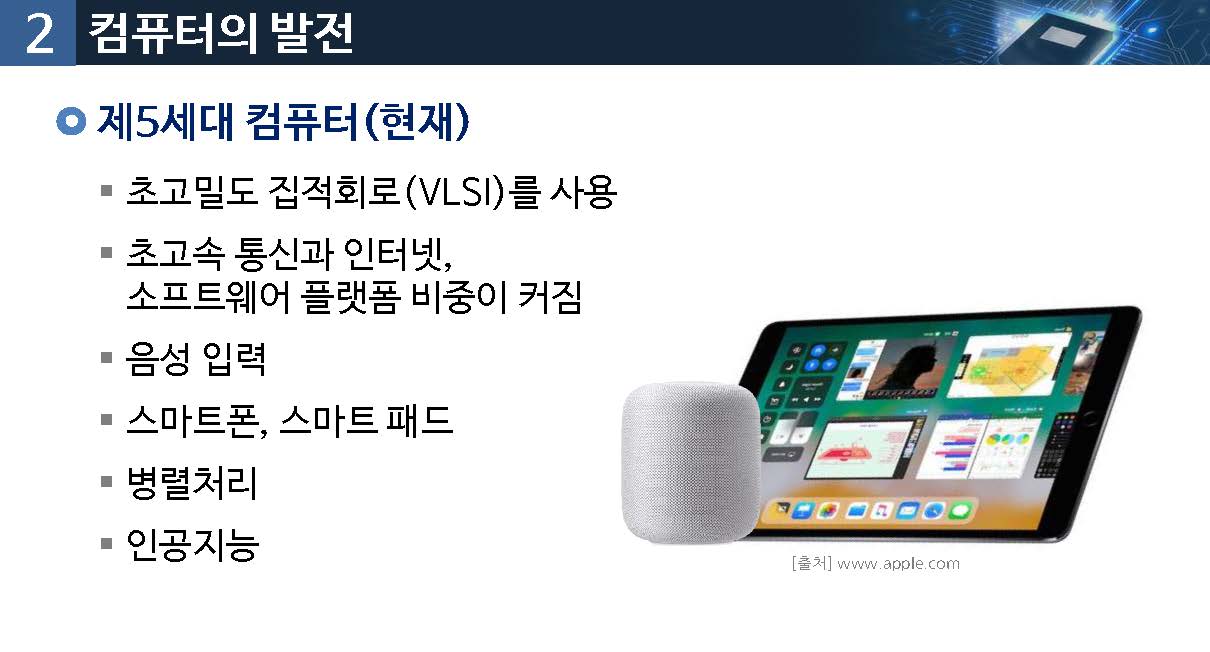 2 컴퓨터의 발전
제5세대 컴퓨터(현재)
초고밀도 집적회로(VLSI)를 사용
초고속 통신과 인터넷,
소프트웨어 플랫폼 비중이 커짐
음성 입력
스마트폰, 스마트 패드
병렬처리
인공지능
[출처] www.apple.com